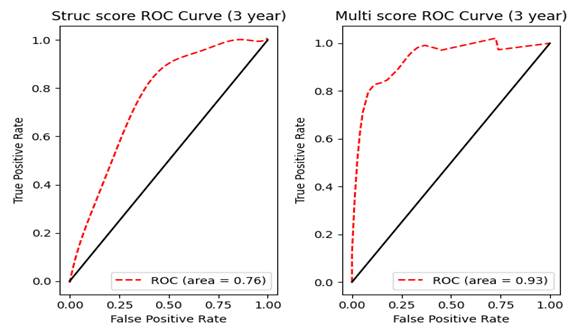 Struc score ROC Curve (3 year)
True Positive Rate
1.0
0.8
0.6
0.4
0.2
0.0
ROC (area = 0.76)
0.00 0.25 0.50 0.75 1.00
False Positive Rate
Multi score ROC Curve (3 year)
True Positive Rate
1.0
0.8
0.6
0.4
0.2
0.0
ROC (area = 0.93)
0.00 0.25 0.50 0.75 1.00
False Positive Rate